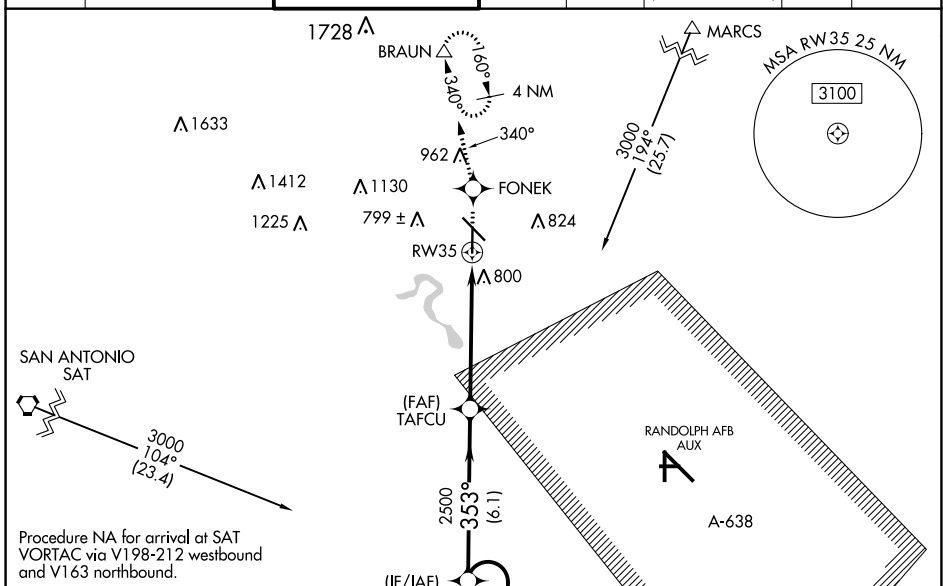 1728
BRAUN
160°
340°
4 NM
MARCS
MSA RW35 25 NM
3100
1633
340°
962
3000
194°
(25.7)
1412
1130
FONEK
1225
799 ±
824
RW35
800
SAN ANTONIO
SAT
(FAF)
TAFCU
RANDOLPH AFB
AUX
3000
104°
(23.4)
2500
353°
(6.1)
A-638
Procedure NA for arrival at SAT
VORTAC via V198-212 westbound
and V163 northbound.
(IF/IAF)